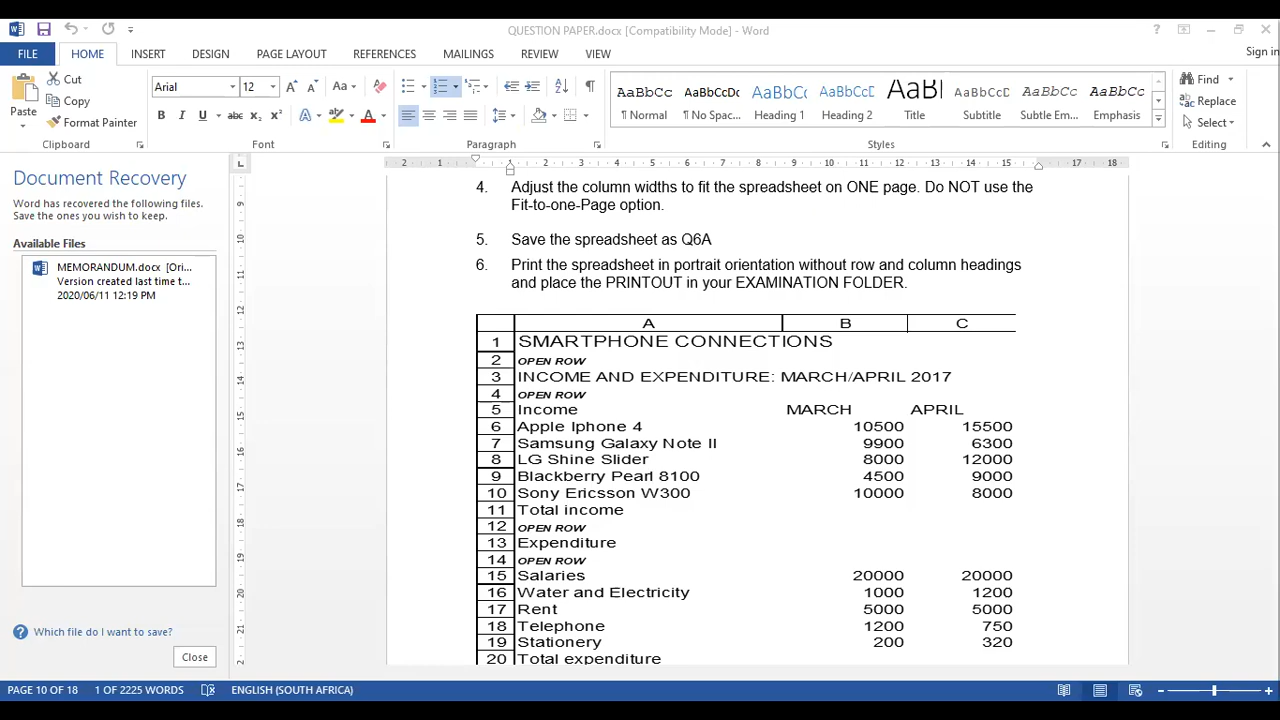 QUESTION PAPER.docx [Compatibility Mode] - Word
FILE HOME INSERT DESIGN PAGE LAYOUT REFERENCES MAILINGS REVIEW VIEW Sign in
Paste Cut Copy Format Painter
Arial 12
AaBbCc AaBbCcDc AaBbCc AaBbCcD AaBl AaBbCcD AaBbCcD AaBbCcD
¶ Normal ¶ No Spac... Heading 1 Heading 2 Title Subtitle Subtle Em... Emphasis
Find Replace Select
Clipboard Font Paragraph Styles Editing
Document Recovery
Word has recovered the following files.
Save the ones you wish to keep.
Available Files
MEMORANDUM.docx [Ori...
Version created last time t...
2020/06/11 12:19 PM
Which file do I want to save?
Close
4. Adjust the column widths to fit the spreadsheet on ONE page. Do NOT use the
Fit-to-one-Page option.
5. Save the spreadsheet as Q6A
6. Print the spreadsheet in portrait orientation without row and column headings
and place the PRINTOUT in your EXAMINATION FOLDER.
A B C
1 SMARTPHONE CONNECTIONS
2 OPEN ROW
3 INCOME AND EXPENDITURE: MARCH/APRIL 2017
4 OPEN ROW
5 Income MARCH APRIL
6 Apple Iphone 4 10500 15500
7 Samsung Galaxy Note II 9900 6300
8 LG Shine Slider 8000 12000
9 Blackberry Pearl 8100 4500 9000
10 Sony Ericsson W300 10000 8000
11 Total income
12 OPEN ROW
13 Expenditure
14 OPEN ROW
15 Salaries 20000 20000
16 Water and Electricity 1000 1200
17 Rent 5000 5000
18 Telephone 1200 750
19 Stationery 200 320
20 Total expenditure
PAGE 10 OF 18 1 OF 2225 WORDS ENGLISH (SOUTH AFRICA)